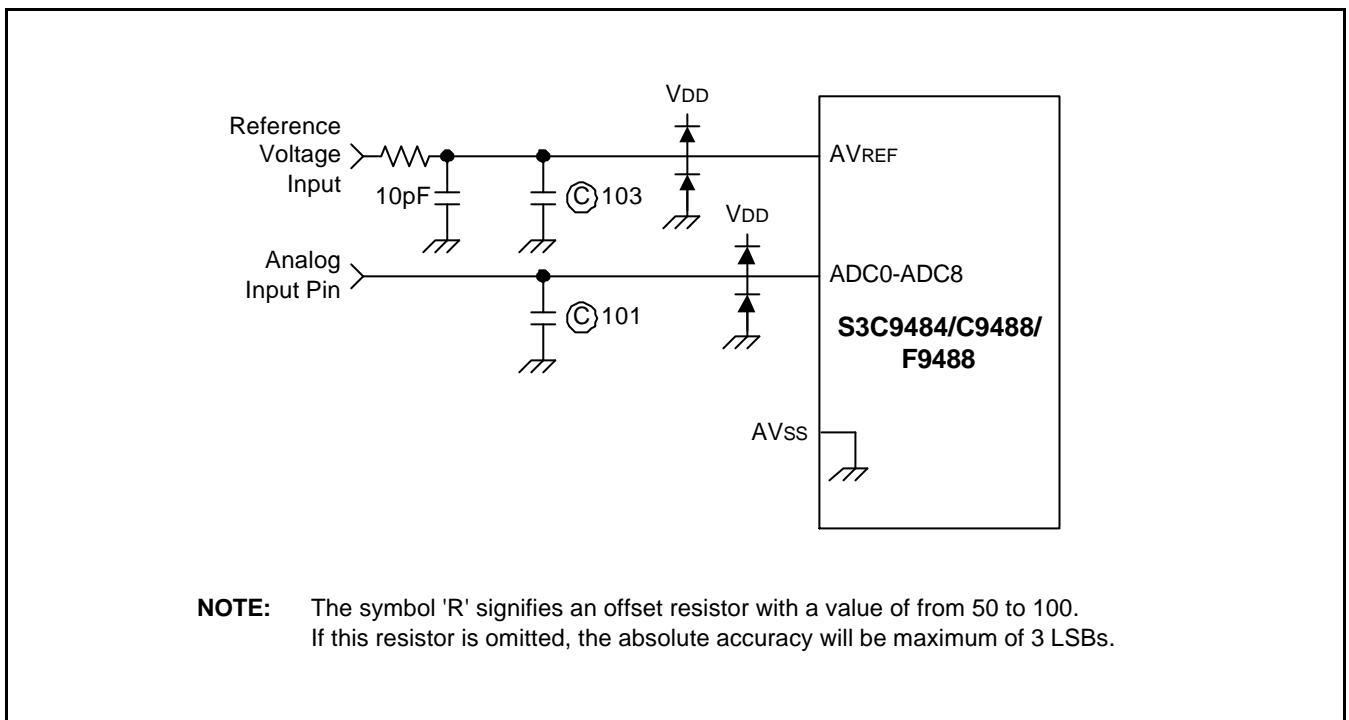 VDD
Reference
Voltage
Input
AVREF
10pF
C 103
VDD
Analog
Input Pin
ADC0-ADC8
C 101
S3C9484/C9488/
F9488
AVSS
NOTE: The symbol 'R' signifies an offset resistor with a value of from 50 to 100.
If this resistor is omitted, the absolute accuracy will be maximum of 3 LSBs.